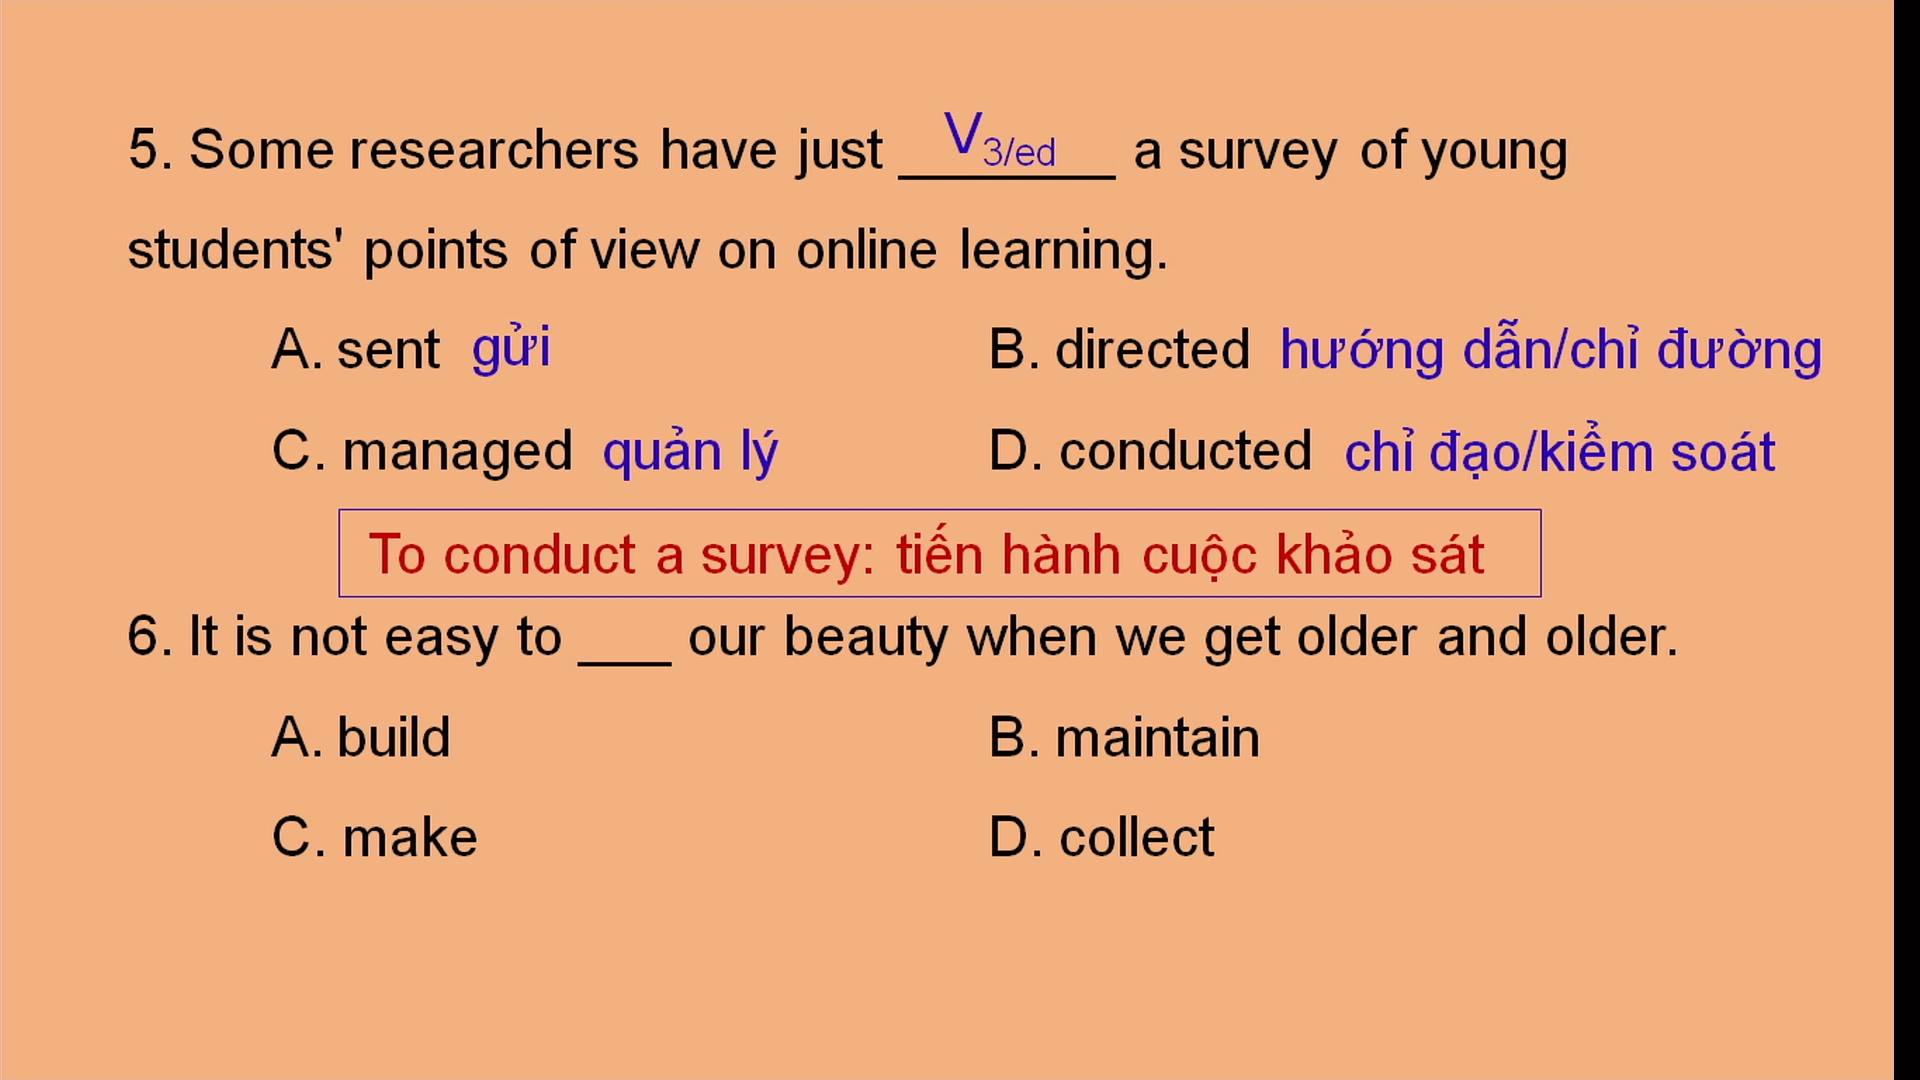 5. Some researchers have just ________ V3/ed a survey of young
students' points of view on online learning.
A. sent gửi B. directed hướng dẫn/chỉ đường
C. managed quản lý D. conducted chỉ đạo/kiểm soát
To conduct a survey: tiến hành cuộc khảo sát
6. It is not easy to ___ our beauty when we get older and older.
A. build B. maintain
C. make D. collect